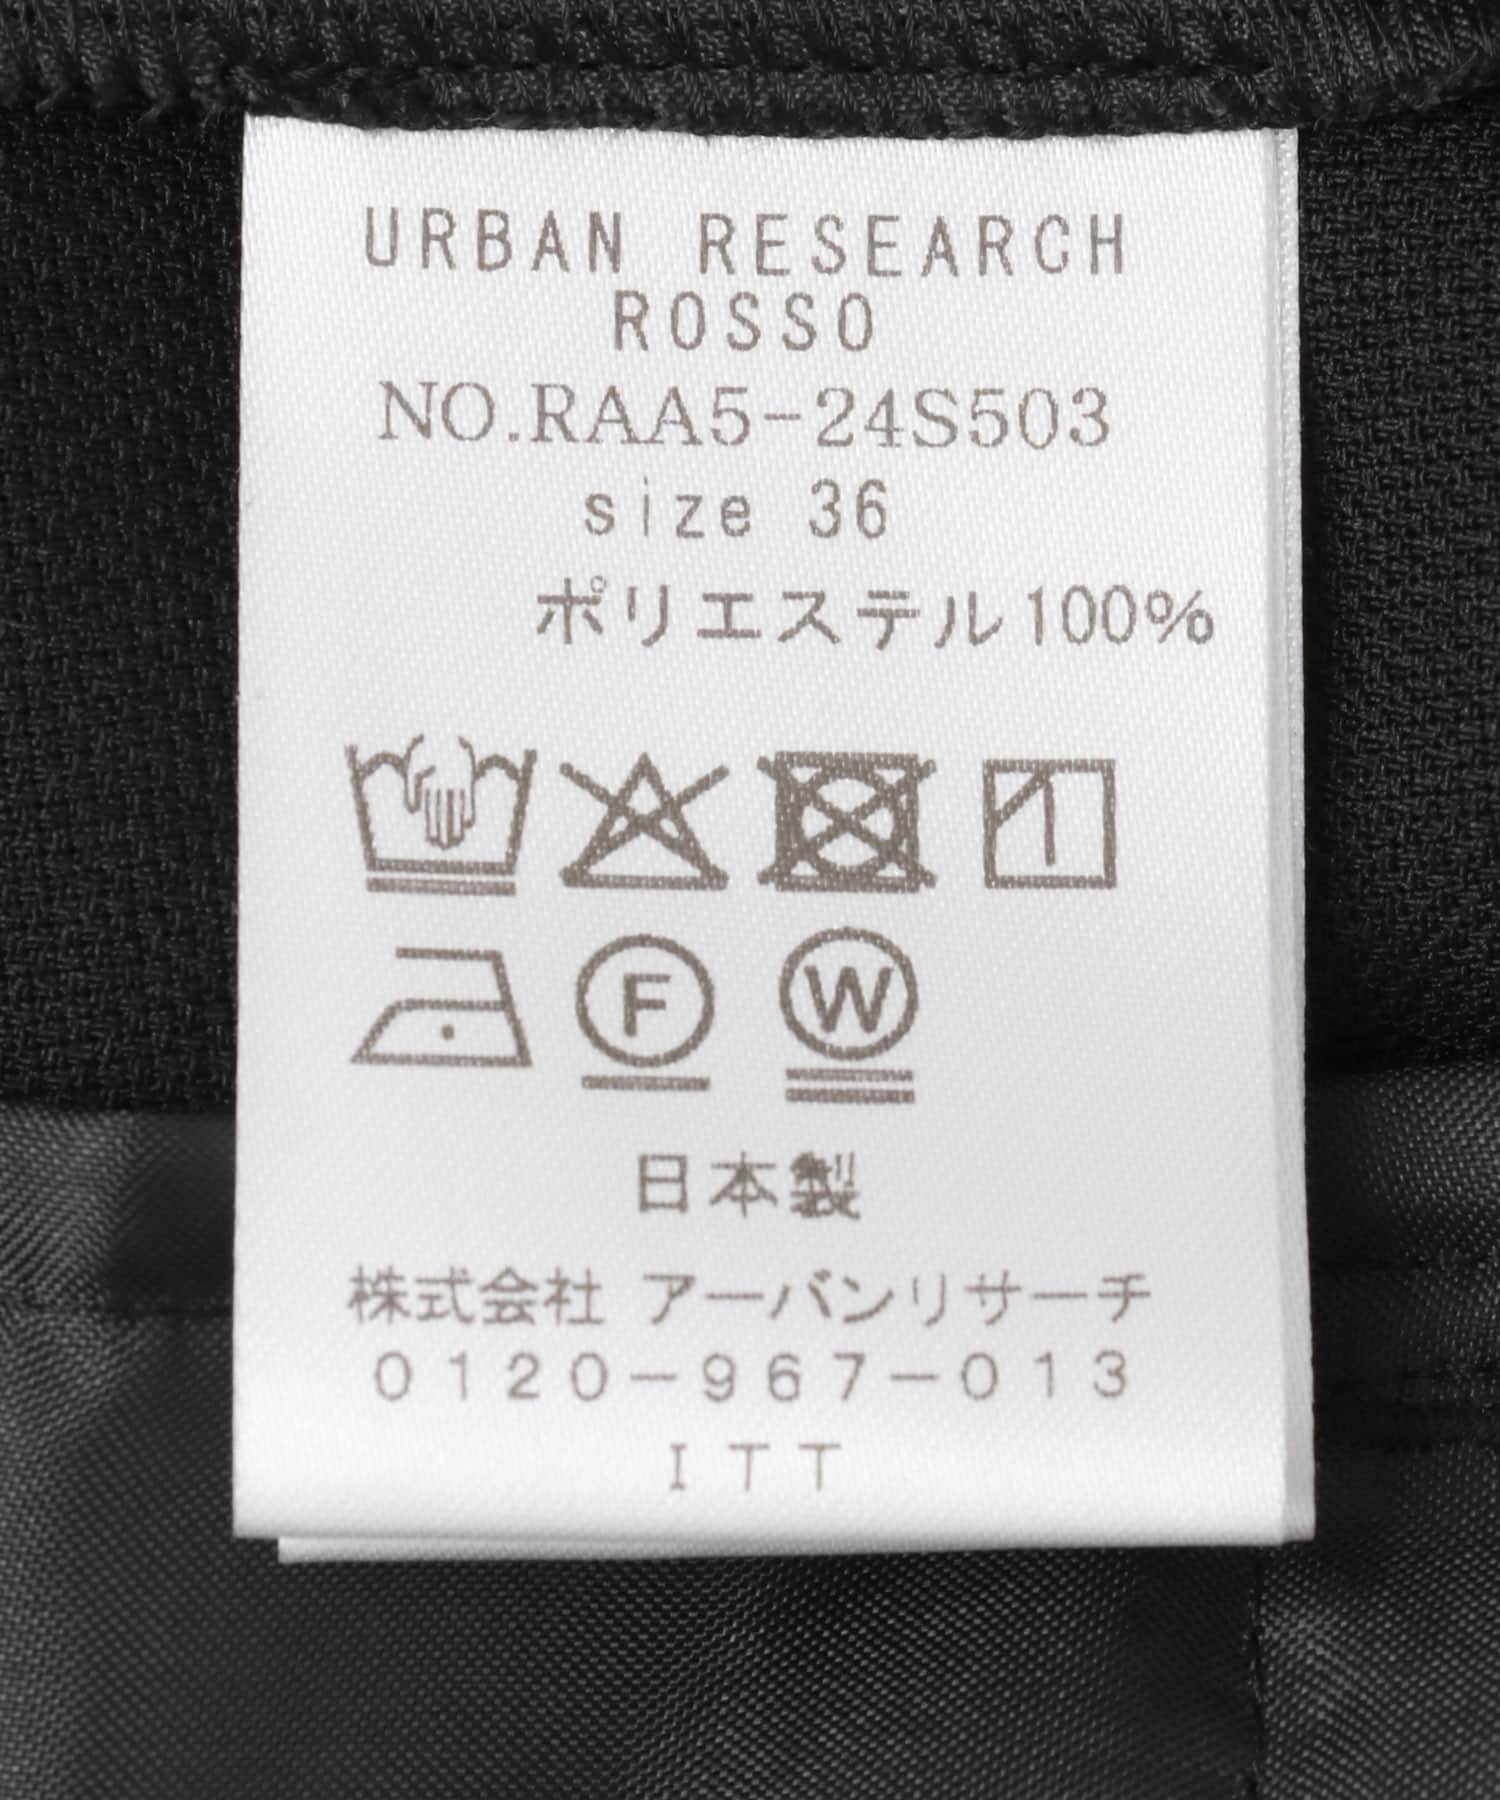 URBAN RESEARCH
ROSSO
NO.RAA5-24S503
size 36
ポリエステル100%
F W
日本製
株式会社 アーバンリサーチ
0120-967-013
ITT